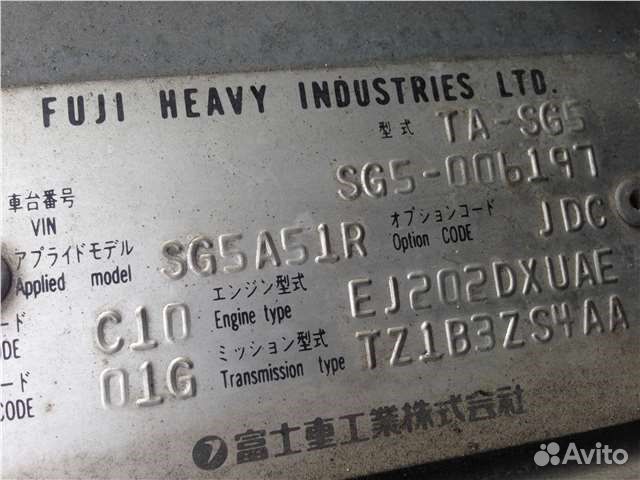 FUJI HEAVY INDUSTRIES LTD.
型式 TA-SG5
車台番号 SG5-006197
VIN
アプライドモデル SG5A51R オプションコード JDC
Applied model Option CODE
ード C10 エンジン型式 EJ202DXUAE
DE Engine type
ード 01G ミッション型式 TZ1B3ZS4AA
CODE Transmission type
富士重工業株式会社
Avito